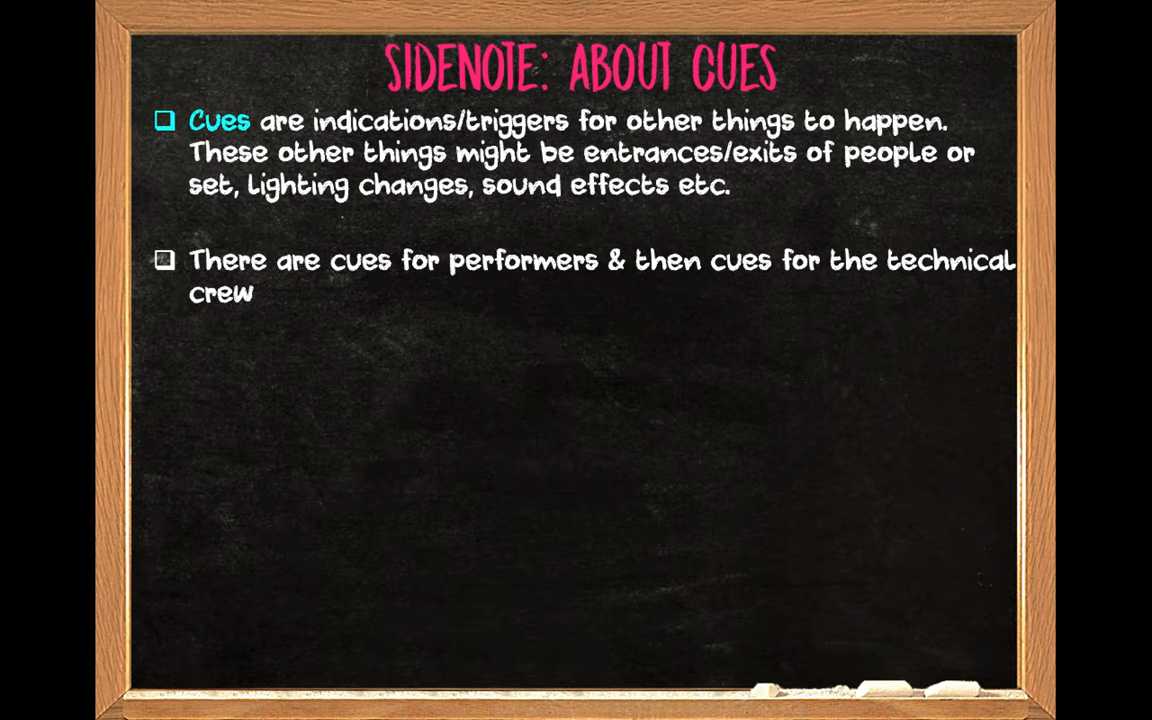 SIDENOTE: ABOUT CUES
❑ Cues are indications/triggers for other things to happen.
These other things might be entrances/exits of people or
set, lighting changes, sound effects etc.
❑ There are cues for performers & then cues for the technical
crew